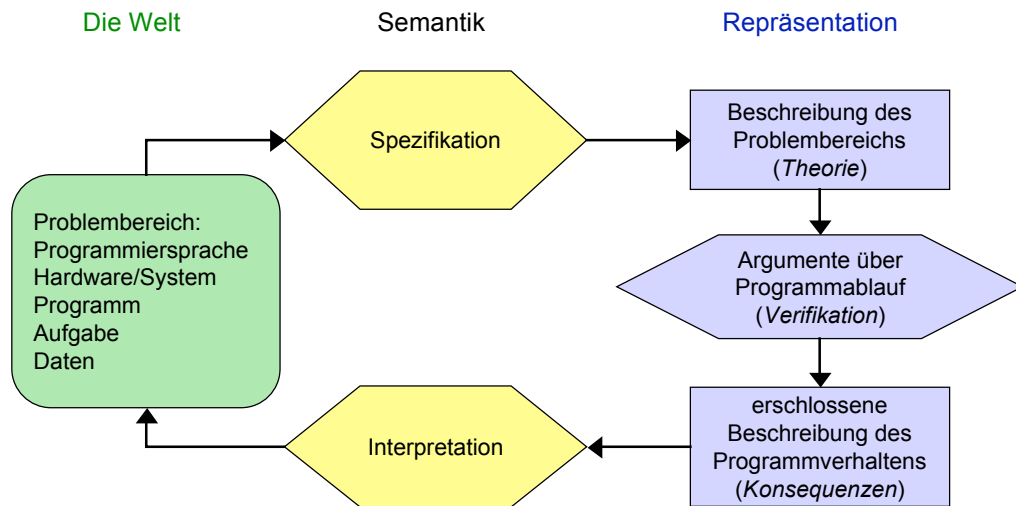 Die Welt
Semantik
Repräsentation
Spezifikation
Beschreibung des
Problembereichs
(Theorie)
Problembereich:
Programmiersprache
Hardware/System
Programm
Aufgabe
Daten
Argumente über
Programmablauf
(Verifikation)
Interpretation
erschlossene
Beschreibung des
Programmverhaltens
(Konsequenzen)